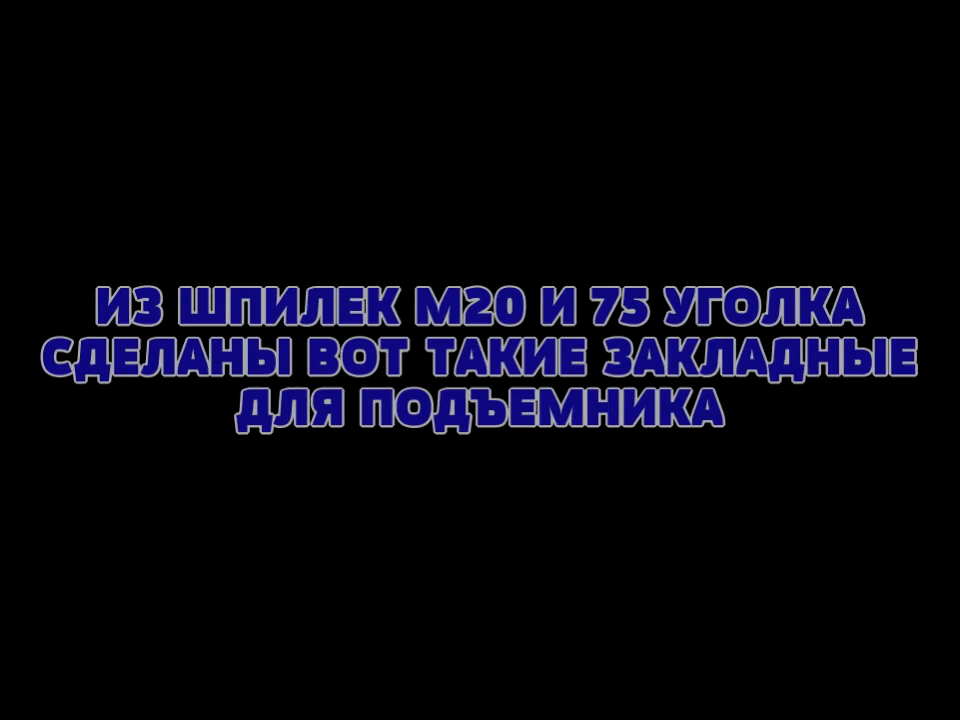 ИЗ ШПИЛЕК М20 И 75 УГОЛКА
СДЕЛАНЫ ВОТ ТАКИЕ ЗАКЛАДНЫЕ
ДЛЯ ПОДЪЕМНИКА